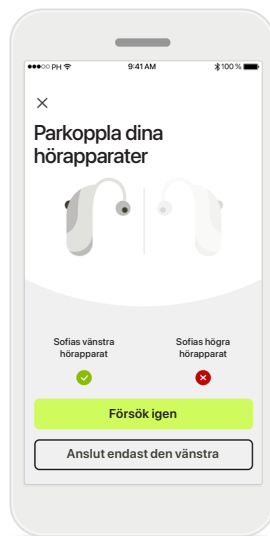 PH
9:41 AM
100 %
Parkoppla dina
hörapparater
Sofias vänstra
hörapparat
Sofias högra
hörapparat
Försök igen
Anslut endast den vänstra